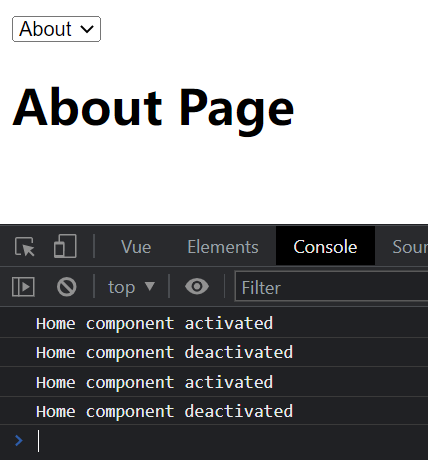 About
About Page
Vue Elements Console Sour
top Filter
Home component activated
Home component deactivated
Home component activated
Home component deactivated